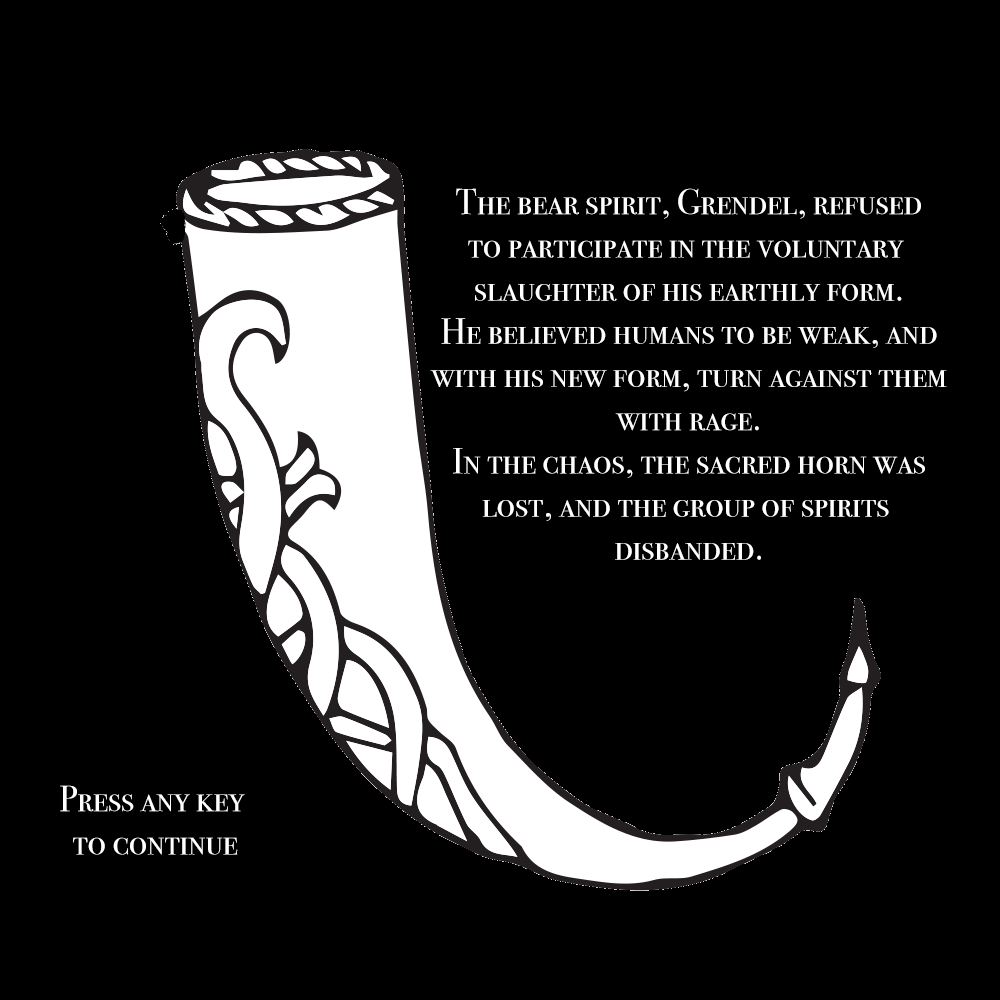 The bear spirit, Grendel, refused
to participate in the voluntary
slaughter of his earthly form.
He believed humans to be weak, and
with his new form, turn against them
with rage.
In the chaos, the sacred horn was
lost, and the group of spirits
disbanded.
Press any key
to continue